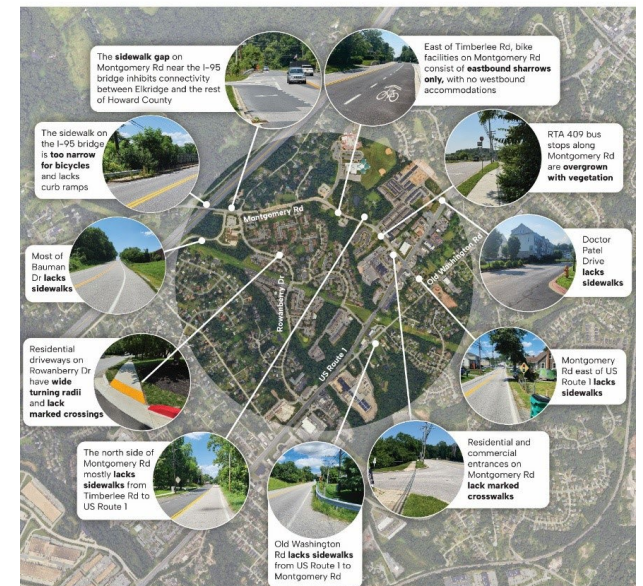 The sidewalk gap on
Montgomery Rd near the I-95
bridge inhibits connectivity
between Elkridge and the rest
of Howard County
East of Timberlee Rd, bike
facilities on Montgomery Rd
consist of eastbound sharrows
only, with no westbound
accommodations
The sidewalk on
the I-95 bridge
is too narrow
for bicycles
and lacks
curb ramps
RTA 409 bus
stops along
Montgomery Rd
are overgrown
with vegetation
Montgomery Rd
Most of
Bauman
Dr lacks
sidewalks
Rowanberry Dr
Old Washington Rd
Doctor
Patel
Drive
lacks
sidewalks
US Route 1
Residential
driveways on
Rowanberry Dr
have wide
turning radii
and lack
marked crossings
Montgomery
Rd east of US
Route 1 lacks
sidewalks
The north side of
Montgomery Rd
mostly lacks
sidewalks from
Timberlee Rd to
US Route 1
Old Washington
Rd lacks sidewalks
from US Route 1 to
Montgomery Rd
Residential and
commercial
entrances on
Montgomery Rd
lack marked
crosswalks